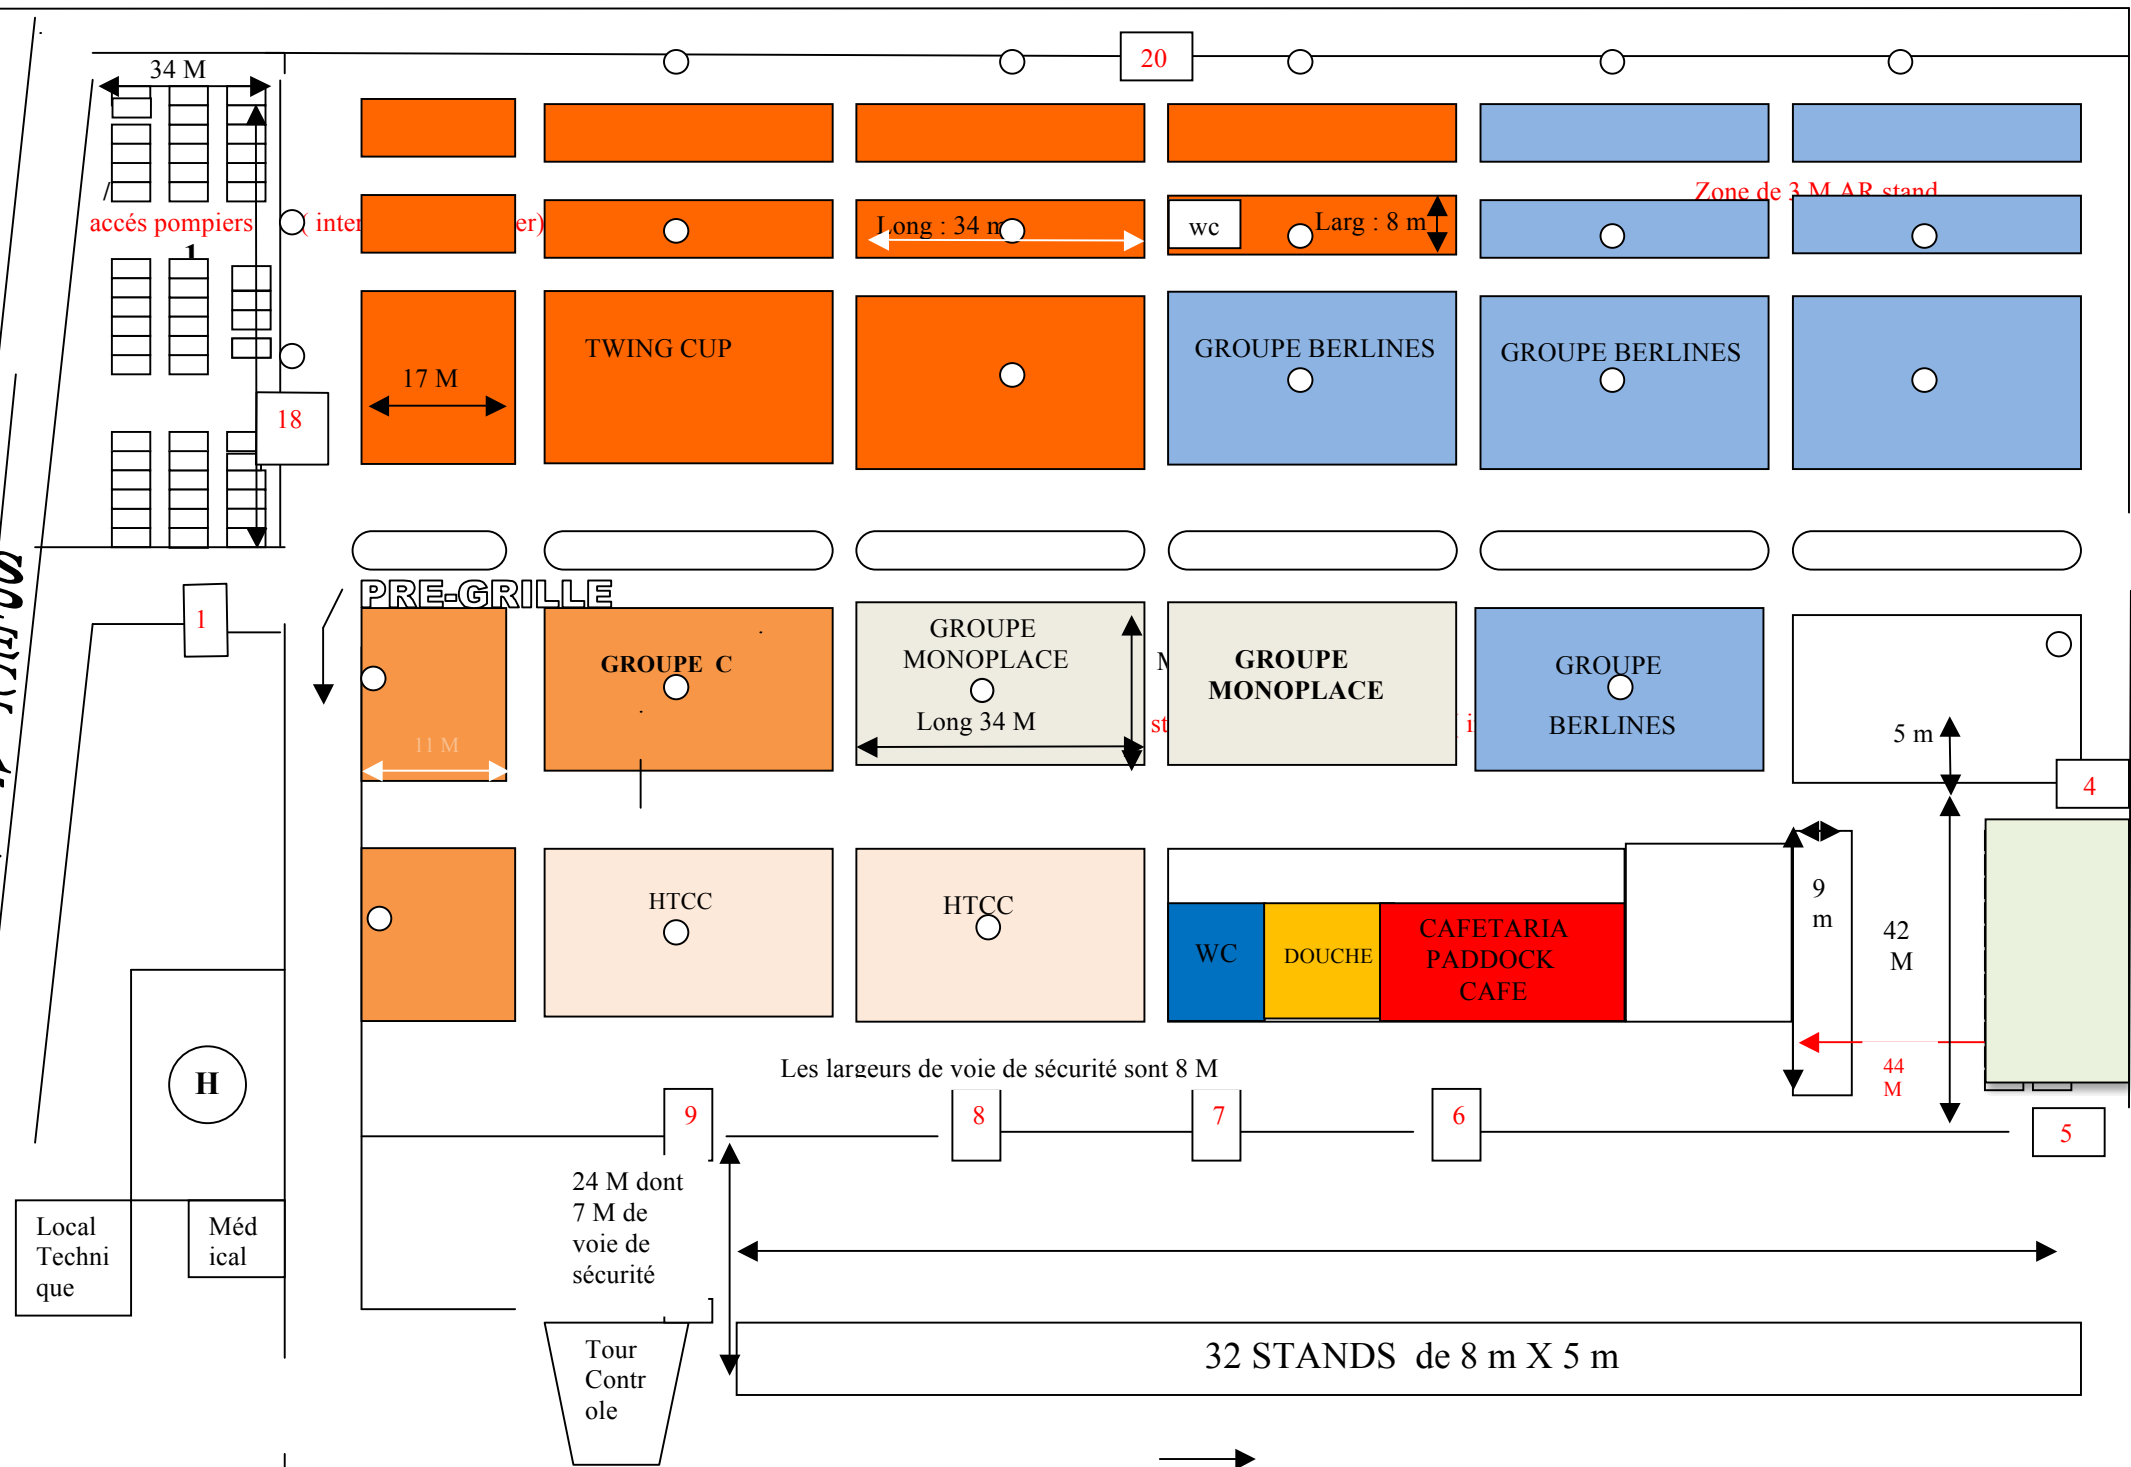 20
34 M
Zone de 3 M AR stand
accés pompiers
( inter
er)
1
Long : 34 m
wc
Larg : 8 m
TWING CUP
GROUPE BERLINES
GROUPE BERLINES
17 M
18
PRE-GRILLE
1
GROUPE C
GROUPE
MONOPLACE
Long 34 M
GROUPE
MONOPLACE
GROUPE
BERLINES
11 M
5 m
4
HTCC
HTCC
WC
DOUCHE
CAFETARIA
PADDOCK
CAFE
9
m
42
M
44
M
H
Les largeurs de voie de sécurité sont 8 M
9
8
7
6
5
24 M dont
7 M de
voie de
sécurité
Local
Techni
que
Méd
ical
Tour
Contr
ole
32 STANDS de 8 m X 5 m